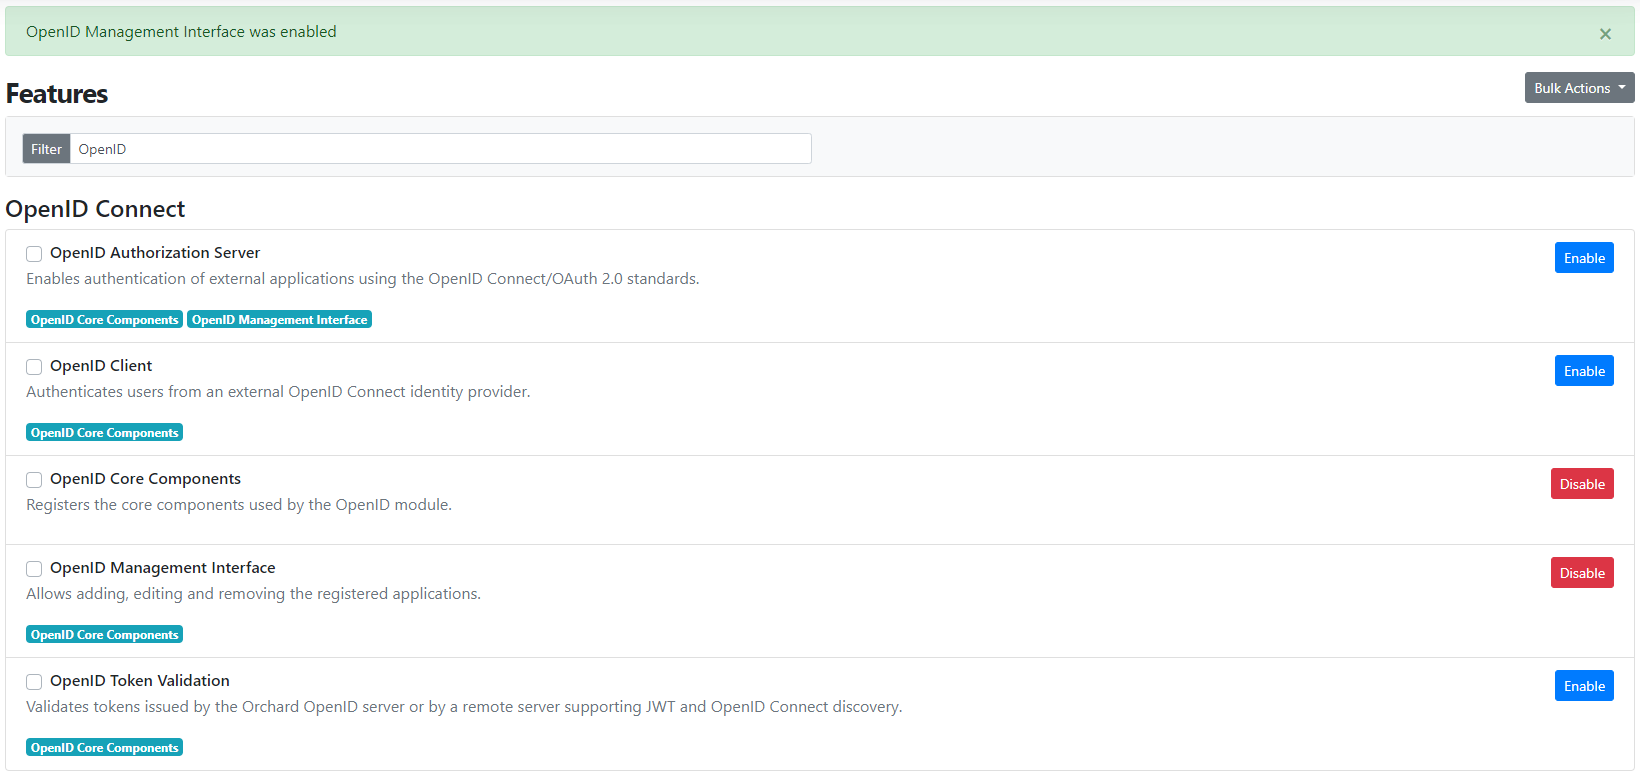 OpenID Management Interface was enabled ×
Features
Bulk Actions
Filter OpenID
OpenID Connect
OpenID Authorization Server
Enable
Enables authentication of external applications using the OpenID Connect/OAuth 2.0 standards.
OpenID Core Components OpenID Management Interface
OpenID Client
Enable
Authenticates users from an external OpenID Connect identity provider.
OpenID Core Components
OpenID Core Components
Disable
Registers the core components used by the OpenID module.
OpenID Management Interface
Disable
Allows adding, editing and removing the registered applications.
OpenID Core Components
OpenID Token Validation
Enable
Validates tokens issued by the Orchard OpenID server or by a remote server supporting JWT and OpenID Connect discovery.
OpenID Core Components